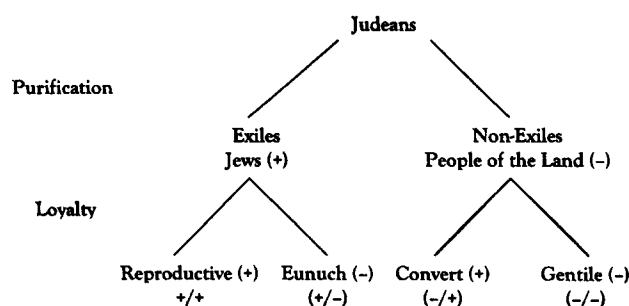 Judeans
Purification
Exiles Non-Exiles
Jews (+) People of the Land (–)
Loyalty
Reproductive (+) Eunuch (–) Convert (+) Gentile (–)
+/+ (+/–) (–/+) (–/–)